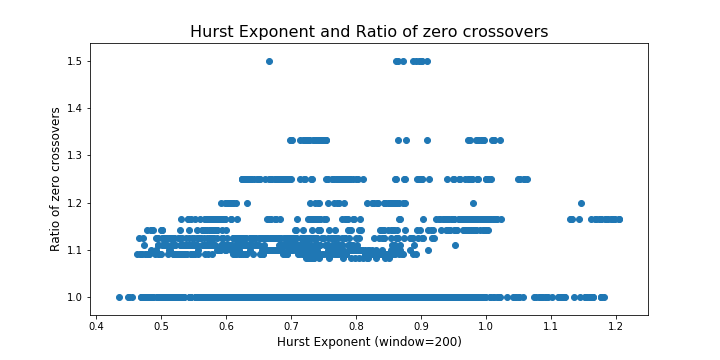 Hurst Exponent and Ratio of zero crossovers
Ratio of zero crossovers
1.5
1.4
1.3
1.2
1.1
1.0
0.4 0.5 0.6 0.7 0.8 0.9 1.0 1.1 1.2
Hurst Exponent (window=200)